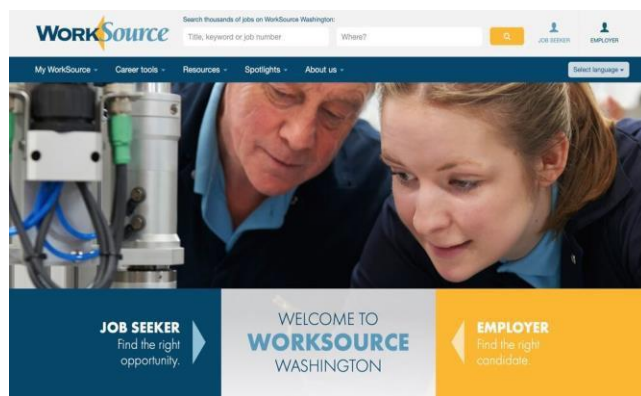 WORKSource
Search thousands of jobs on WorkSource Washington:
Title, keyword or job number
Where?
JOB SEEKER
EMPLOYER
My WorkSource
Career tools
Resources
Spotlights
About us
Select language
JOB SEEKER
Find the right
opportunity.
WELCOME TO
WORKSOURCE
WASHINGTON
EMPLOYER
Find the right
candidate.